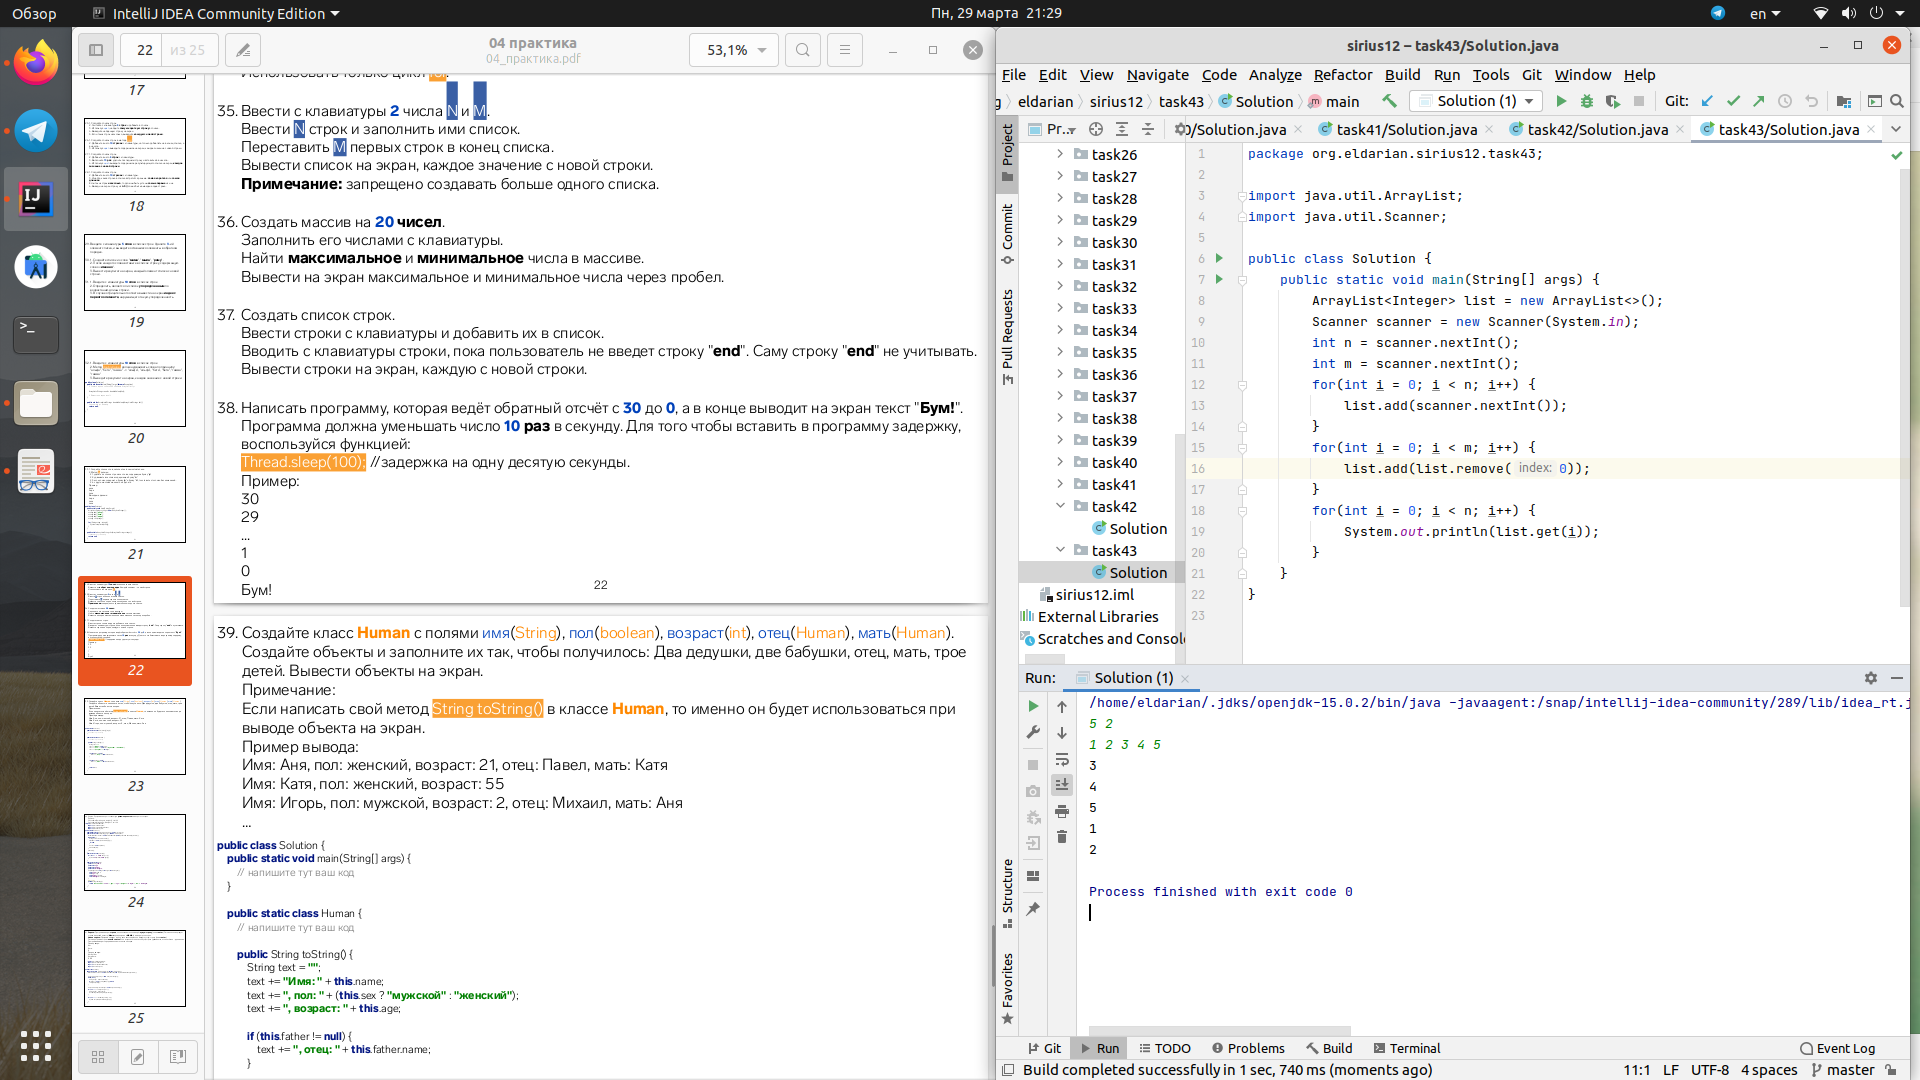 Обзор
IntelliJ IDEA Community Edition
Пн, 29 марта 21:29
en
22 из 25
04 практика
04_практика.pdf
53,1%
17
18
19
20
21
22
23
24
25
35. Ввести с клавиатуры 2 числа N и M.
Ввести N строк и заполнить ими список.
Переставить M первых строк в конец списка.
Вывести список на экран, каждое значение с новой строки.
Примечание: запрещено создавать больше одного списка.
36. Создать массив на 20 чисел.
Заполнить его числами с клавиатуры.
Найти максимальное и минимальное числа в массиве.
Вывести на экран максимальное и минимальное числа через пробел.
37. Создать список строк.
Ввести строки с клавиатуры и добавить их в список.
Вводить с клавиатуры строки, пока пользователь не введет строку "end". Саму строку "end" не учитывать.
Вывести строки на экран, каждую с новой строки.
38. Написать программу, которая ведёт обратный отсчёт с 30 до 0, а в конце выводит на экран текст "Бум!".
Программа должна уменьшать число 10 раз в секунду. Для того чтобы вставить в программу задержку,
воспользуйся функцией:
Thread.sleep(100); //задержка на одну десятую секунды.
Пример:
30
29
...
1
0
Бум!
22
39. Создайте класс Human с полями имя(String), пол(boolean), возраст(int), отец(Human), мать(Human).
Создайте объекты и заполните их так, чтобы получилось: Два дедушки, две бабушки, отец, мать, трое
детей. Вывести объекты на экран.
Примечание:
Если написать свой метод String toString() в классе Human, то именно он будет использоваться при
выводе объекта на экран.
Пример вывода:
Имя: Аня, пол: женский, возраст: 21, отец: Павел, мать: Катя
Имя: Катя, пол: женский, возраст: 55
Имя: Игорь, пол: мужской, возраст: 2, отец: Михаил, мать: Аня
...
public class Solution {
public static void main(String[] args) {
// напишите тут ваш код
}
public static class Human {
// напишите тут ваш код
public String toString() {
String text = "";
text += "Имя: " + this.name;
text += ", пол: " + (this.sex ? "мужской" : "женский");
text += ", возраст: " + this.age;
if (this.father != null) {
text += ", отец: " + this.father.name;
}
sirius12 – task43/Solution.java
File Edit View Navigate Code Analyze Refactor Build Run Tools Git Window Help
g eldarian sirius12 task43 Solution main Solution (1) Git:
Project
Commit
Pull Requests
Structure
Favorites
Pr...
/Solution.java task41/Solution.java task42/Solution.java task43/Solution.java
task26
task27
task28
task29
task30
task31
task32
task33
task34
task35
task36
task37
task38
task39
task40
task41
task42
Solution
task43
Solution
sirius12.iml
External Libraries
Scratches and Consol
1 package org.eldarian.sirius12.task43;
2
3 import java.util.ArrayList;
4 import java.util.Scanner;
5
6 public class Solution {
7 public static void main(String[] args) {
8 ArrayList<Integer> list = new ArrayList<>();
9 Scanner scanner = new Scanner(System.in);
10 int n = scanner.nextInt();
11 int m = scanner.nextInt();
12 for(int i = 0; i < n; i++) {
13 list.add(scanner.nextInt());
14 }
15 for(int i = 0; i < m; i++) {
16 list.add(list.remove( index: 0));
17 }
18 for(int i = 0; i < n; i++) {
19 System.out.println(list.get(i));
20 }
21 }
22 }
23
Run: Solution (1)
/home/eldarian/.jdks/openjdk-15.0.2/bin/java -javaagent:/snap/intellij-idea-community/289/lib/idea_rt.j
5 2
1 2 3 4 5
3
4
5
1
2
Process finished with exit code 0
Git Run TODO Problems Build Terminal Event Log
Build completed successfully in 1 sec, 740 ms (moments ago) 11:1 LF UTF-8 4 spaces master